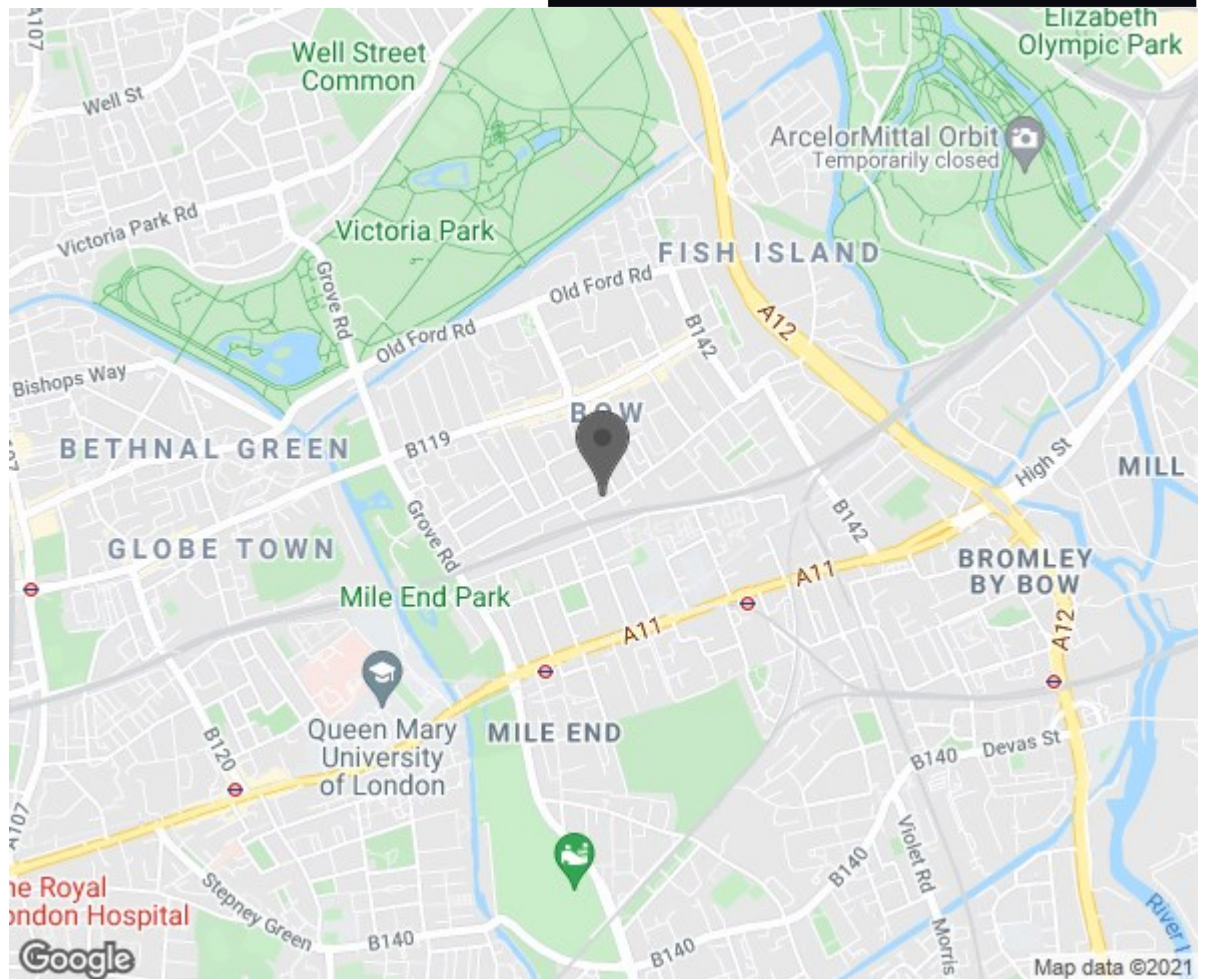 A107
Well Street
Common
Well St
Elizabeth
Olympic Park
ArcelorMittal Orbit
Temporarily closed
Victoria Park Rd
Victoria Park
FISH ISLAND
Grove Rd
Old Ford Rd
Old Ford Rd
B142
A12
Bishops Way
BOW
B119
BETHNAL GREEN
High St
MILL
Grove Rd
B142
GLOBE TOWN
BROMLEY
BY BOW
A11
Mile End Park
A11
A12
Queen Mary
University
of London
MILE END
B120
Devas St
B140
A107
Violet Rd
B140
he Royal
ondon Hospital
Stepney Green
B140
B140
Morris
River
Google
Map data ©2021